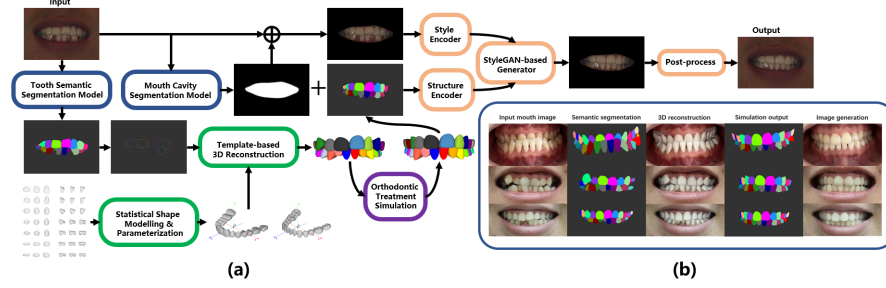 Input
Style
Encoder
Output
StyleGAN-based
Generator
Post-process
Tooth Semantic
Segmentation Model
Mouth Cavity
Segmentation Model
Structure
Encoder
Template-based
3D Reconstruction
Orthodontic
Treatment
Simulation
Statistical Shape
Modelling &
Parameterization
Input mouth image
Semantic segmentation
3D reconstruction
Simulation output
Image generation
(a)
(b)